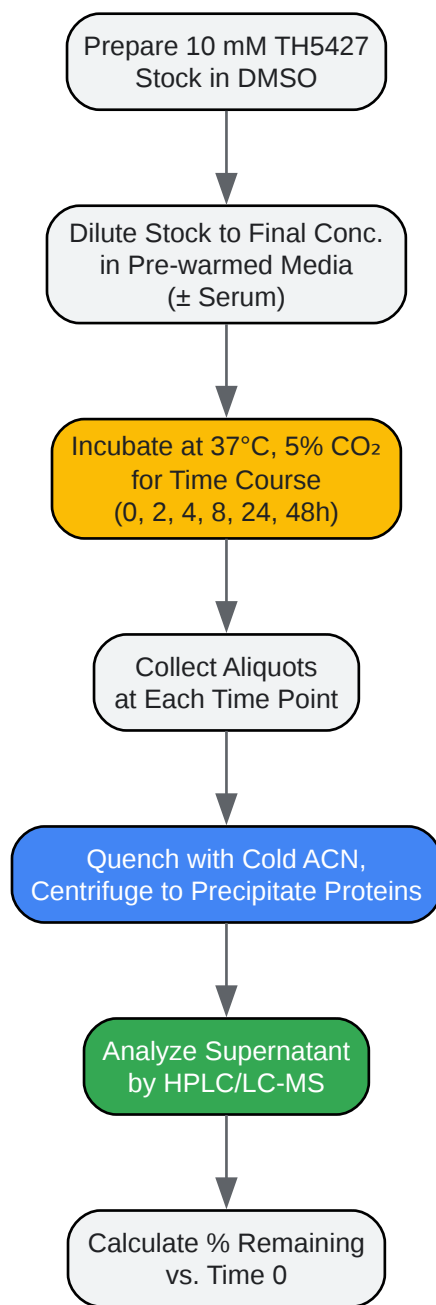 Prepare 10 mM TH5427
Stock in DMSO
Dilute Stock to Final Conc.
in Pre-warmed Media
(± Serum)
Incubate at 37°C, 5% CO₂
for Time Course
(0, 2, 4, 8, 24, 48h)
Collect Aliquots
at Each Time Point
Quench with Cold ACN,
Centrifuge to Precipitate Proteins
Analyze Supernatant
by HPLC/LC-MS
Calculate % Remaining
vs. Time 0